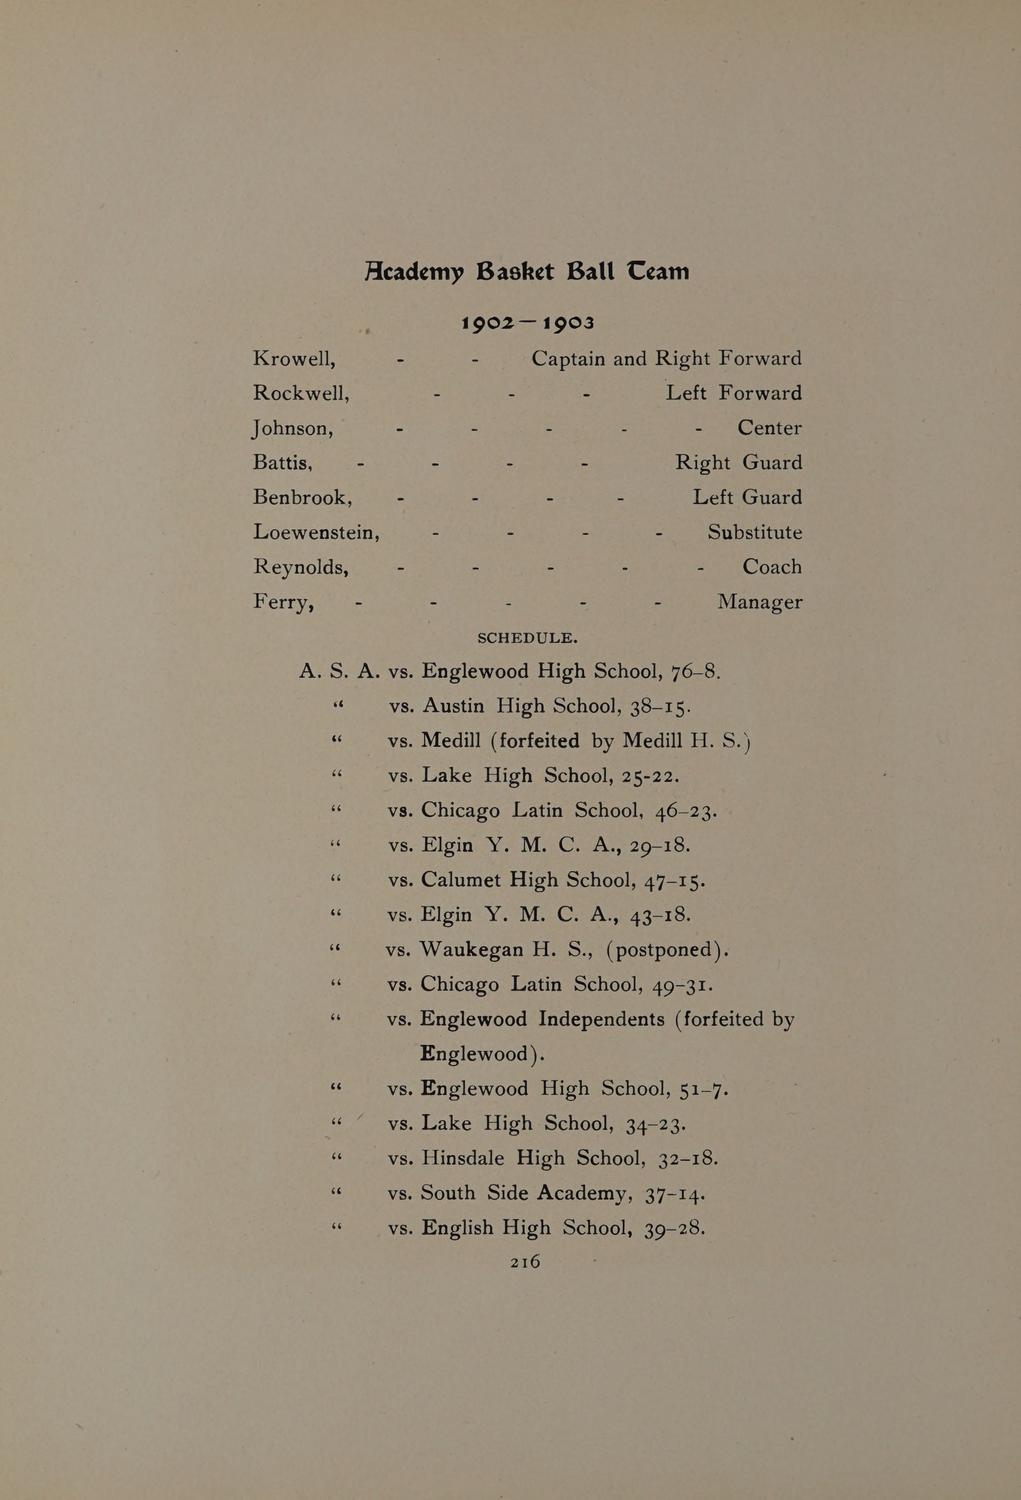 Academy Basket Ball Team
1902—1903
Krowell, - - Captain and Right Forward
Rockwell, - - - Left Forward
Johnson, - - - - - Center
Battis, - - - - Right Guard
Benbrook, - - - - Left Guard
Loewenstein, - - - - Substitute
Reynolds, - - - - - Coach
Ferry, - - - - - Manager
SCHEDULE.
A. S. A. vs. Englewood High School, 76–8.
“ vs. Austin High School, 38–15.
“ vs. Medill (forfeited by Medill H. S.)
“ vs. Lake High School, 25-22.
“ vs. Chicago Latin School, 46–23.
“ vs. Elgin Y. M. C. A., 29–18.
“ vs. Calumet High School, 47–15.
“ vs. Elgin Y. M. C. A., 43–18.
“ vs. Waukegan H. S., (postponed).
“ vs. Chicago Latin School, 49–31.
“ vs. Englewood Independents (forfeited by
Englewood).
“ vs. Englewood High School, 51–7.
“ vs. Lake High School, 34–23.
“ vs. Hinsdale High School, 32–18.
“ vs. South Side Academy, 37–14.
“ vs. English High School, 39–28.
216